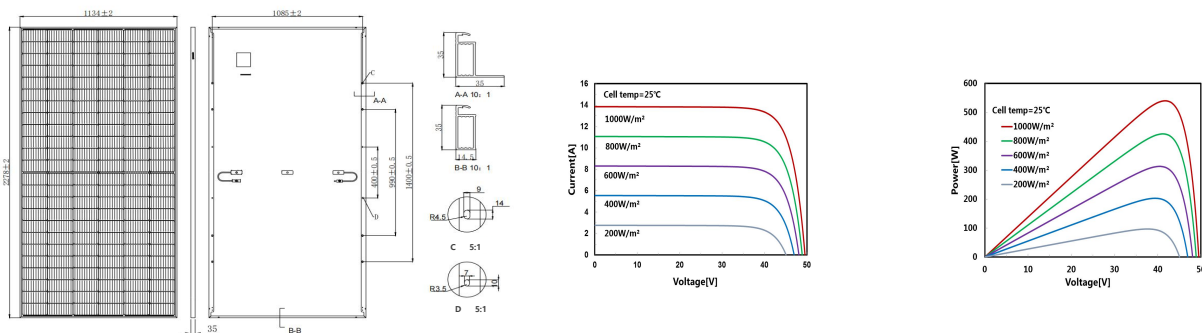 1134±2
1085±2
2278±2
35
C
A-A
400±0.5
990±0.5
1400±0.5
D
B-B
35
35
A-A 10：1
35
14.5
B-B 10：1
9
14
R4.5
C 5:1
7
10
R3.5
D 5:1
16
14
12
10
8
6
4
2
0
Current[A]
Cell temp=25℃
1000W/m²
800W/m²
600W/m²
400W/m²
200W/m²
0
10
20
30
40
50
Voltage[V]
600
500
400
300
200
100
0
Power[W]
Cell temp=25℃
1000W/m²
800W/m²
600W/m²
400W/m²
200W/m²
0
10
20
30
40
50
Voltage[V]